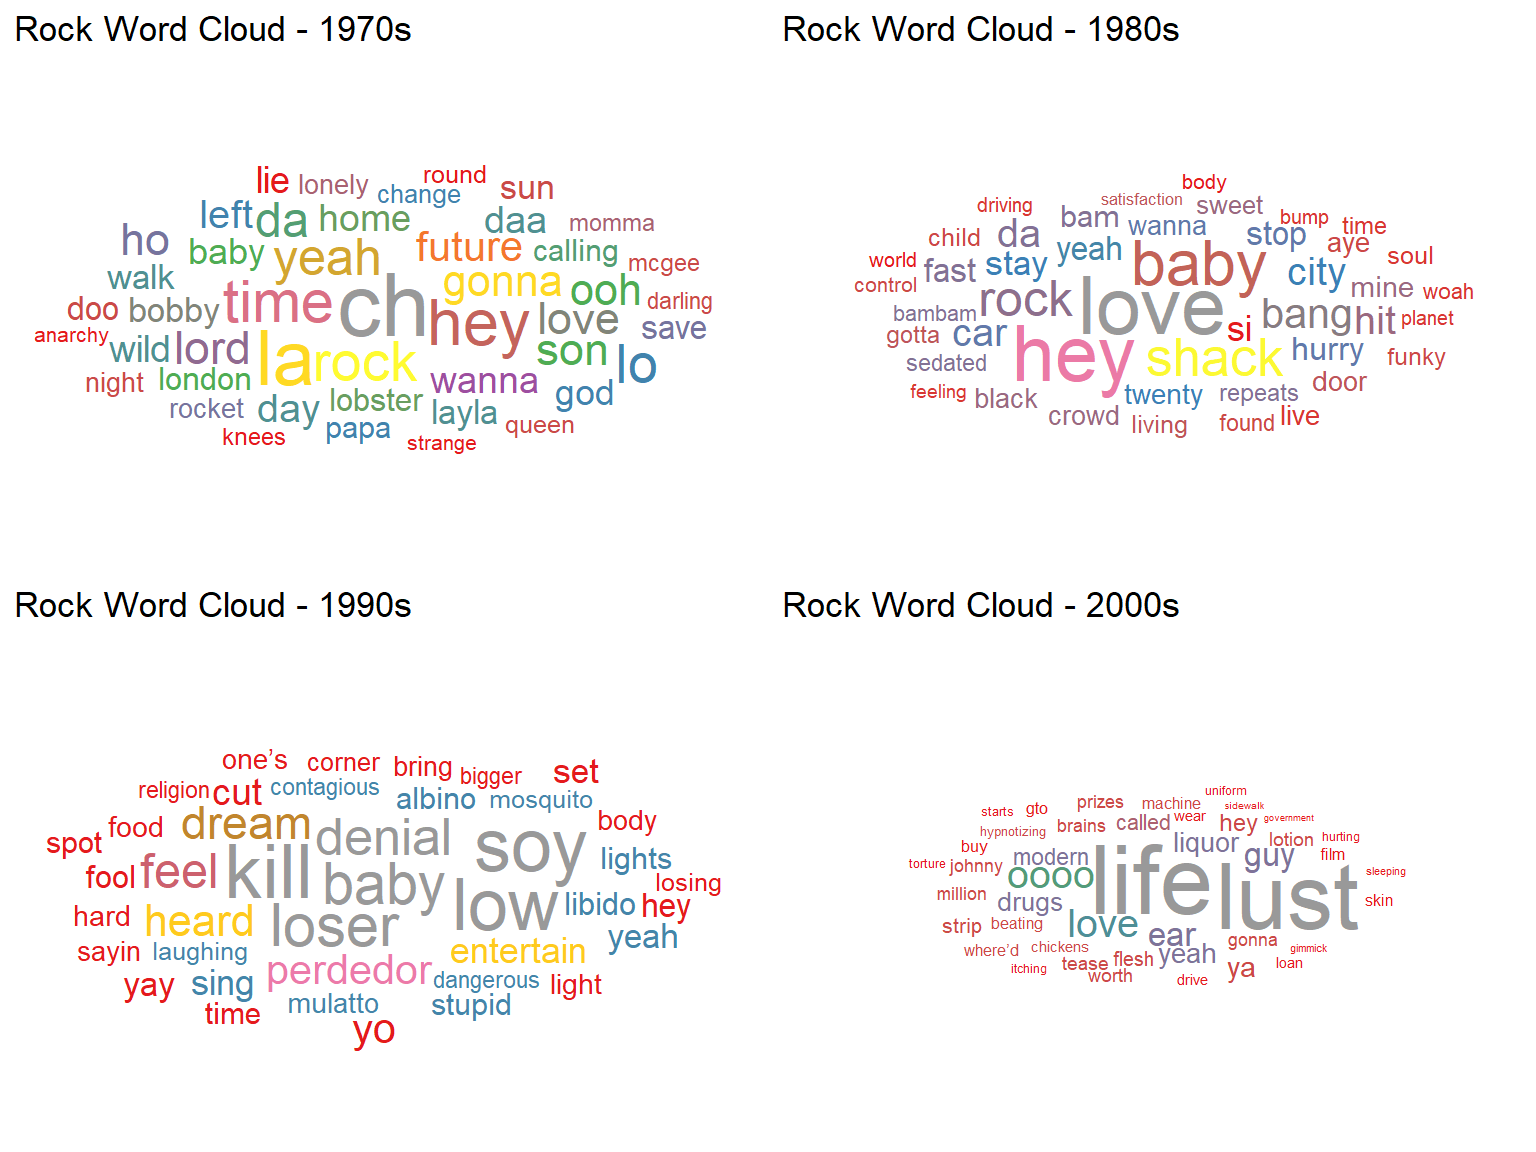 Rock Word Cloud - 1970s
lie lonely change round sun
left da home daa momma
ho baby yeah future calling mcgee
walk time ch gonna ooh darling
doo bobby hey love save
anarchy wild lord la rock son lo
night london wanna god
rocket day lobster layla queen
knees papa strange
Rock Word Cloud - 1980s
body
driving satisfaction sweet bump time
child da bam wanna stop aye soul
world fast stay yeah baby city mine woah
control rock love si bang hit planet
bambam car hey shack hurry funky
gotta sedated door
feeling black twenty repeats
crowd living found live
Rock Word Cloud - 1990s
one’s corner bring bigger set
religion cut contagious albino mosquito
spot food dream denial soy body
fool feel kill baby lights losing
hard heard loser low libido hey
sayin laughing entertain yeah
yay sing perdedor dangerous light
time mulatto stupid
yo
Rock Word Cloud - 2000s
uniform
starts gto prizes machine sidewalk
hypnotizing brains called wear hey government
buy modern liquor guy lotion hurting film
torture johnny oooo life lust sleeping
million drugs skin
strip beating love ear gonna
where’d chickens flesh yeah gimmick
itching tease worth drive ya loan